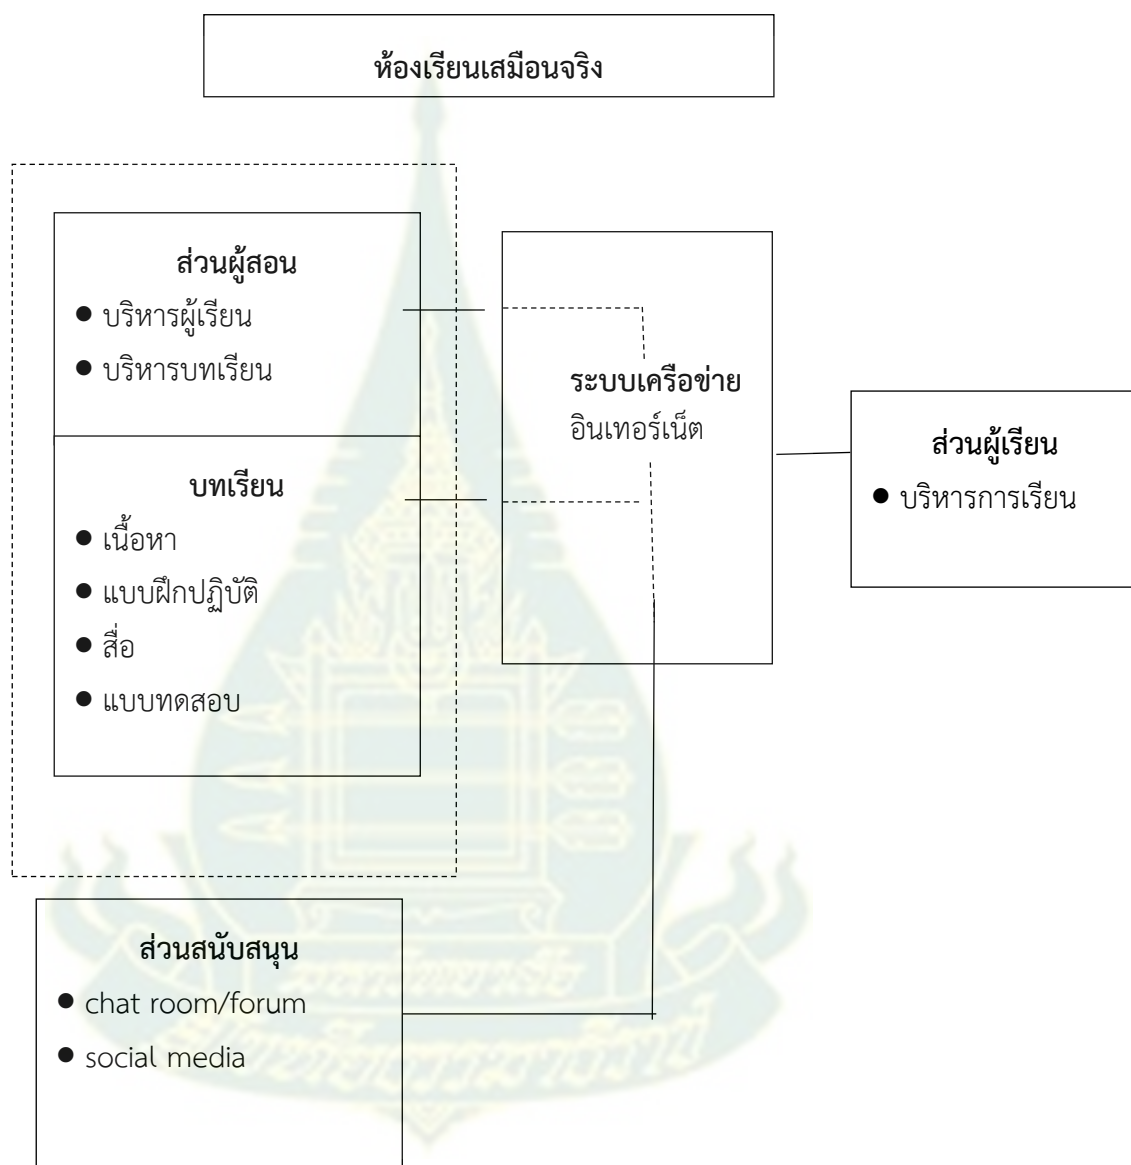 ห้องเรียนเสมือนจริง
ส่วนผู้สอน
● บริหารผู้เรียน
● บริหารบทเรียน
บทเรียน
● เนื้อหา
● แบบฝึกปฏิบัติ
● สื่อ
● แบบทดสอบ
ระบบเครือข่าย
อินเทอร์เน็ต
ส่วนผู้เรียน
● บริหารการเรียน
ส่วนสนับสนุน
● chat room/forum
● social media